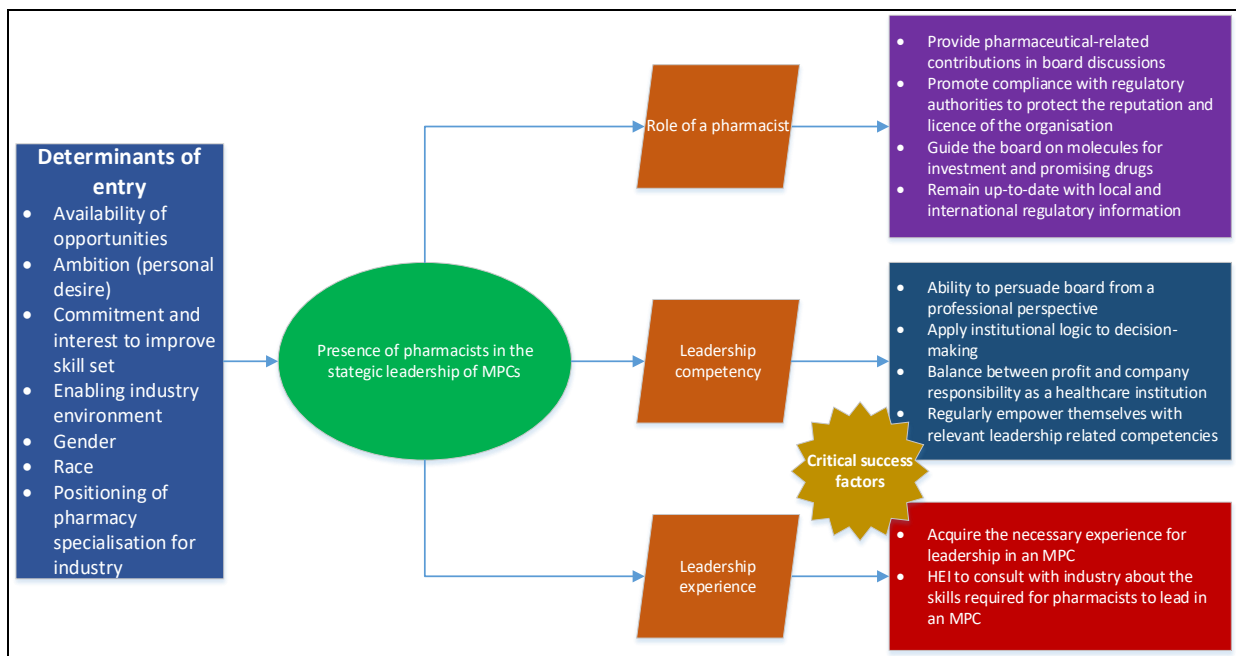 Determinants of
entry
• Availability of
opportunities
• Ambition (personal
desire)
• Commitment and
interest to improve
skill set
• Enabling industry
environment
• Gender
• Race
• Positioning of
pharmacy
specialisation for
industry
Presence of pharmacists in the
stategic leadership of MPCs
Role of a pharmacist
• Provide pharmaceutical-related
contributions in board discussions
• Promote compliance with regulatory
authorities to protect the reputation and
licence of the organisation
• Guide the board on molecules for
investment and promising drugs
• Remain up-to-date with local and
international regulatory information
Leadership
competency
• Ability to persuade board from a
professional perspective
• Apply institutional logic to decision-
making
• Balance between profit and company
responsibility as a healthcare institution
• Regularly empower themselves with
relevant leadership related competencies
Critical success
factors
Leadership
experience
• Acquire the necessary experience for
leadership in an MPC
• HEI to consult with industry about the
skills required for pharmacists to lead in
an MPC